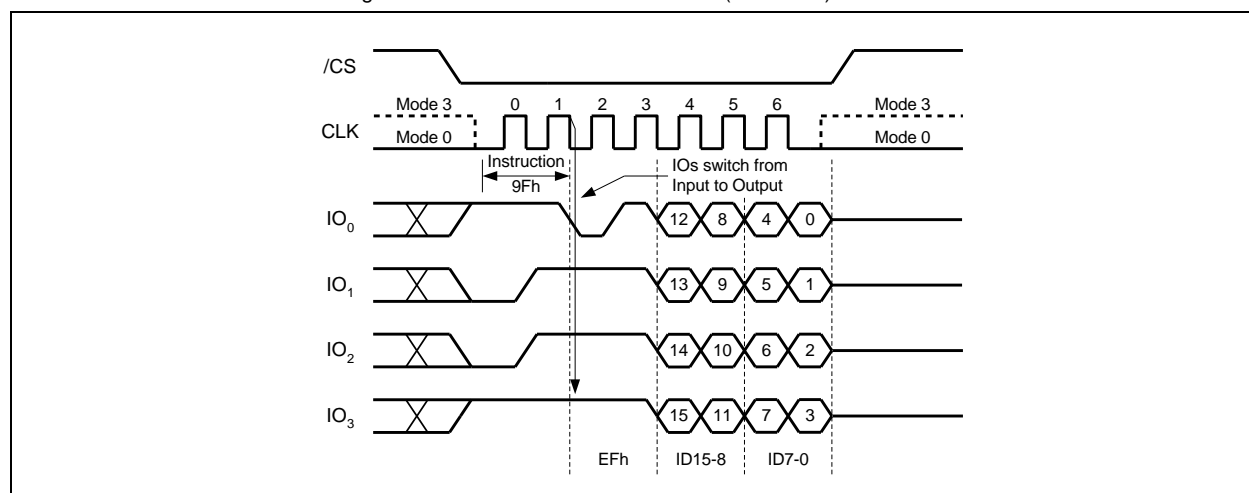 /CS
Mode 3 0 1 2 3 4 5 6 Mode 3
CLK
Mode 0 Mode 0
Instruction
9Fh
IOs switch from
Input to Output
IO0 12 8 4 0
IO1 13 9 5 1
IO2 14 10 6 2
IO3 15 11 7 3
EFh ID15-8 ID7-0